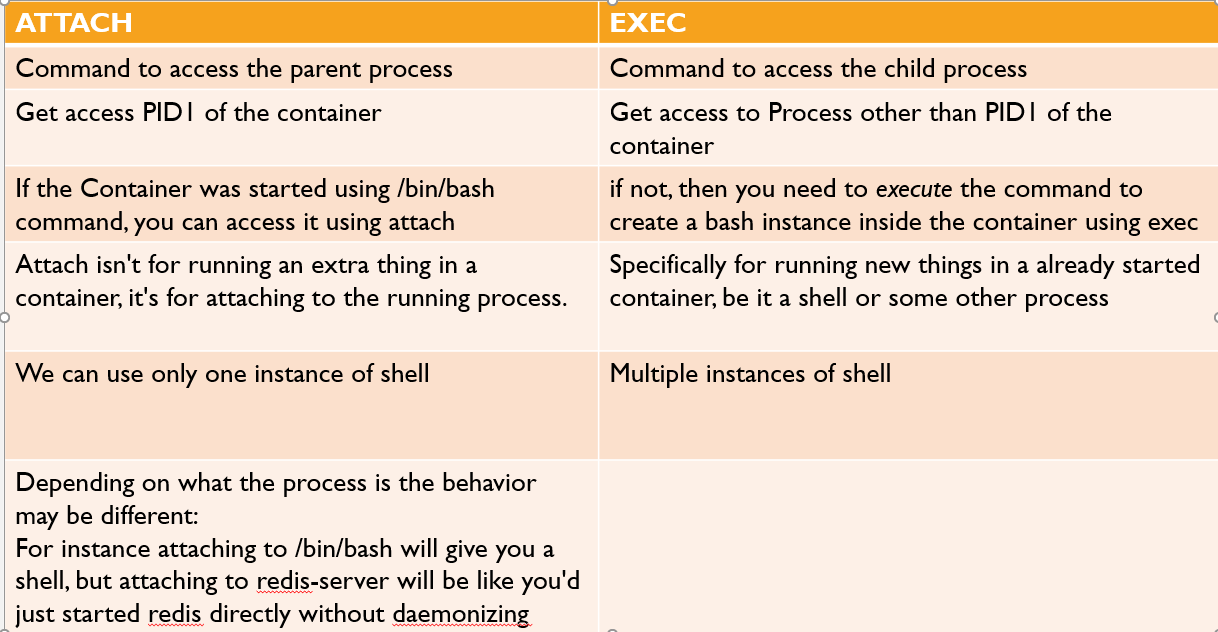 ATTACH
EXEC
Command to access the parent process
Command to access the child process
Get access PID1 of the container
Get access to Process other than PID1 of the
container
If the Container was started using /bin/bash
command, you can access it using attach
if not, then you need to execute the command to
create a bash instance inside the container using exec
Attach isn't for running an extra thing in a
container, it's for attaching to the running process.
Specifically for running new things in a already started
container, be it a shell or some other process
We can use only one instance of shell
Multiple instances of shell
Depending on what the process is the behavior
may be different:
For instance attaching to /bin/bash will give you a
shell, but attaching to redis-server will be like you'd
just started redis directly without daemonizing